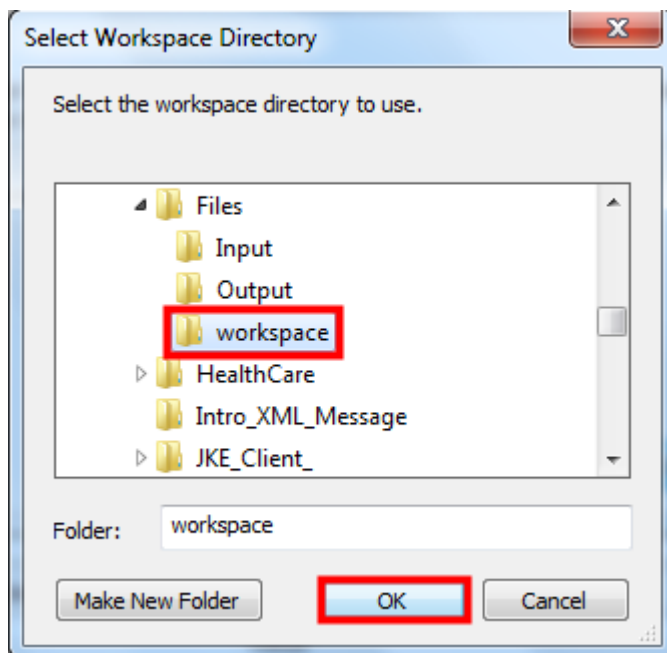 Select Workspace Directory
Select the workspace directory to use.
Files
Input
Output
workspace
HealthCare
Intro_XML_Message
JKE_Client_
Folder: workspace
Make New Folder OK Cancel